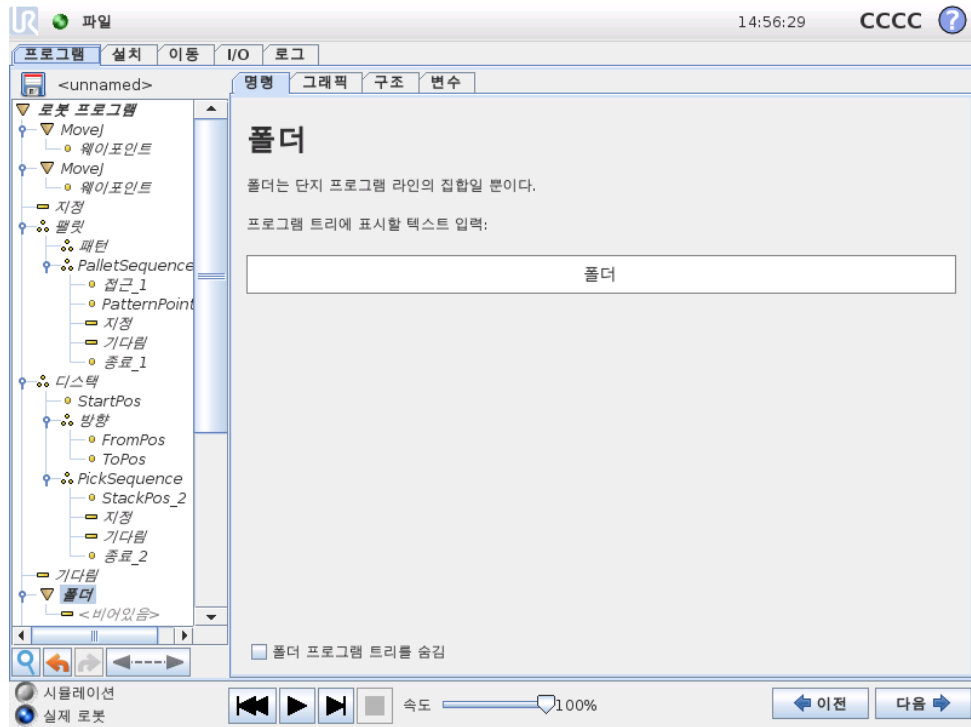 UR 파일 14:56:29 CCCC ?
프로그램 설치 이동 I/O 로그
<unnamed>
명령 그래픽 구조 변수
로봇 프로그램
MoveJ
웨이포인트
MoveJ
웨이포인트
지정
팰릿
패턴
PalletSequence
접근_1
PatternPoint
지정
기다림
종료_1
디스택
StartPos
방향
FromPos
ToPos
PickSequence
StackPos_2
지정
기다림
종료_2
기다림
폴더
<비어있음>
폴더
폴더는 단지 프로그램 라인의 집합일 뿐이다.
프로그램 트리에 표시할 텍스트 입력:
폴더
폴더 프로그램 트리를 숨김
시뮬레이션
실제 로봇
속도 100%
이전 다음